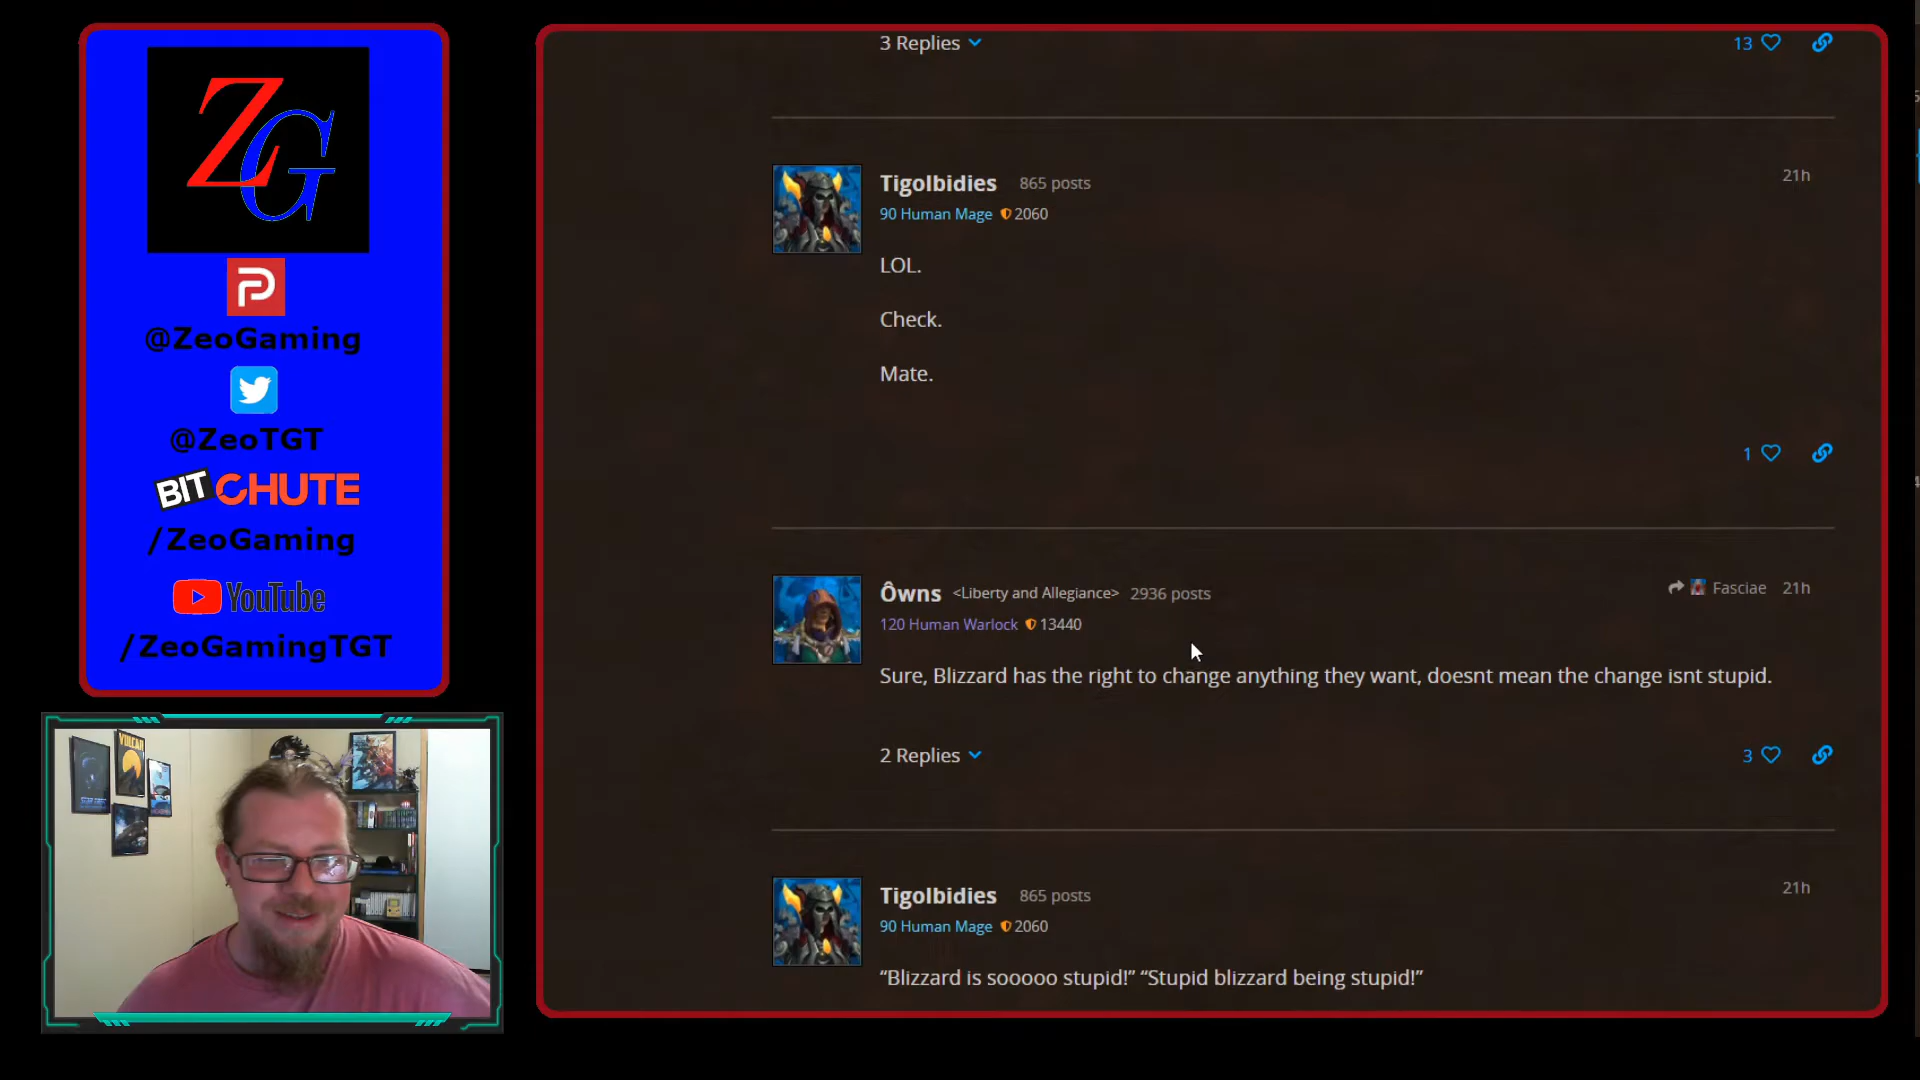 ZG
@ZeoGaming
@ZeoTGT
BIT CHUTE
/ZeoGaming
YouTube
/ZeoGamingTGT
VULCAN
3 Replies
13
Tigolbidies 865 posts
21h
90 Human Mage 2060
LOL.
Check.
Mate.
1
Ôwns <Liberty and Allegiance> 2936 posts
Fasciae 21h
120 Human Warlock 13440
Sure, Blizzard has the right to change anything they want, doesnt mean the change isnt stupid.
2 Replies
3
Tigolbidies 865 posts
21h
90 Human Mage 2060
“Blizzard is sooooo stupid!” “Stupid blizzard being stupid!”